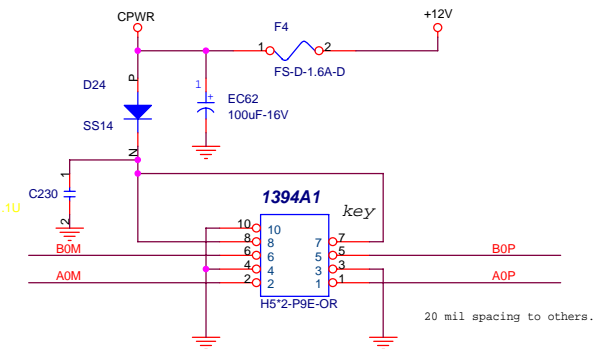 CPWR
F4
+12V
1
2
FS-D-1.6A-D
P
D24
1
+
EC62
100uF-16V
SS14
N
1
C230
.1U
2
1394A1
key
10
10
8
8
7
7
B0M
6
6
5
5
B0P
4
4
3
3
A0M
2
2
1
1
A0P
H5*2-P9E-OR
20 mil spacing to others.